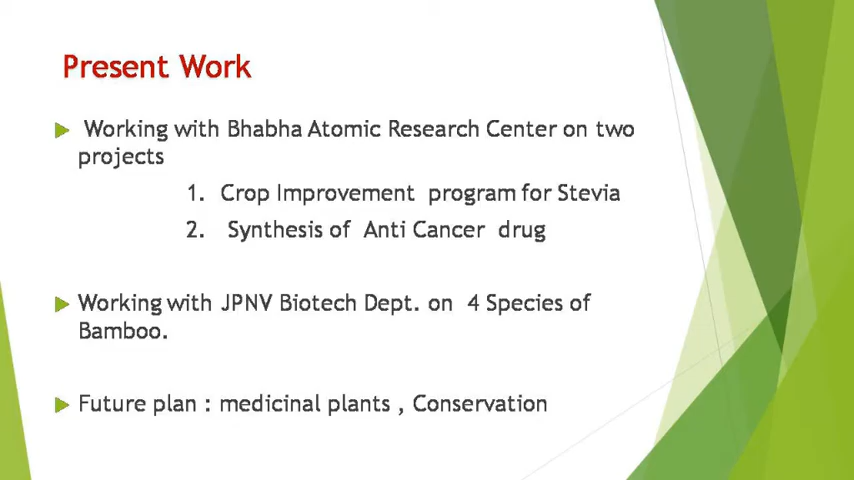 Present Work
Working with Bhabha Atomic Research Center on two
projects
1. Crop Improvement program for Stevia
2. Synthesis of Anti Cancer drug
Working with JPNV Biotech Dept. on 4 Species of
Bamboo.
Future plan : medicinal plants , Conservation